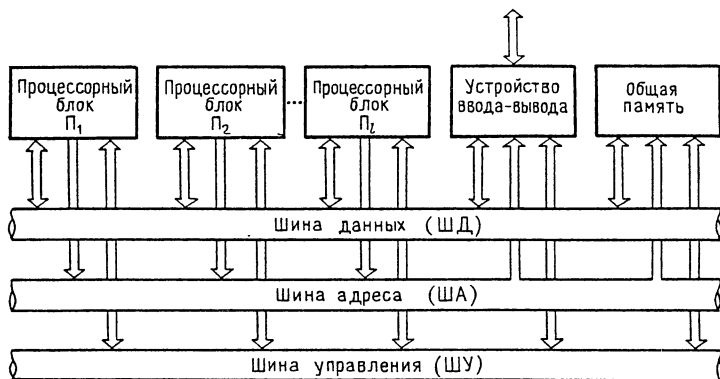 Процессорный
блок
П1
Процессорный
блок
П2
...
Процессорный
блок
Пl
Устройство
ввода-вывода
Общая
память
Шина данных (ШД)
Шина адреса (ША)
Шина управления (ШУ)